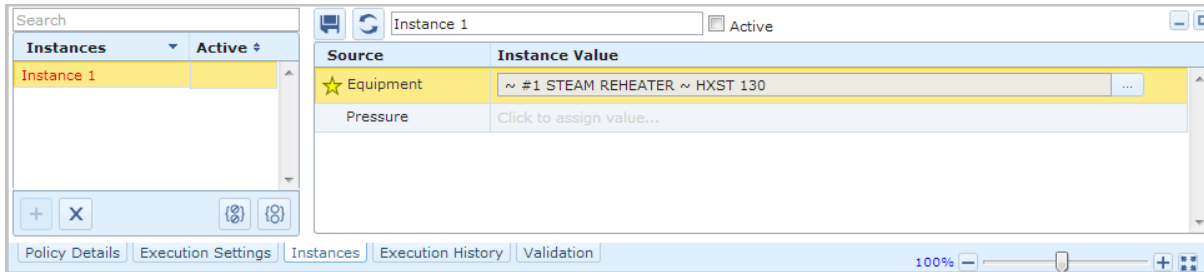 Search
Instances Active
Instance 1
Instance 1 Active
Source Instance Value
Equipment ~ #1 STEAM REHEATER ~ HXST 130 ...
Pressure Click to assign value...
Policy Details Execution Settings Instances Execution History Validation
100%